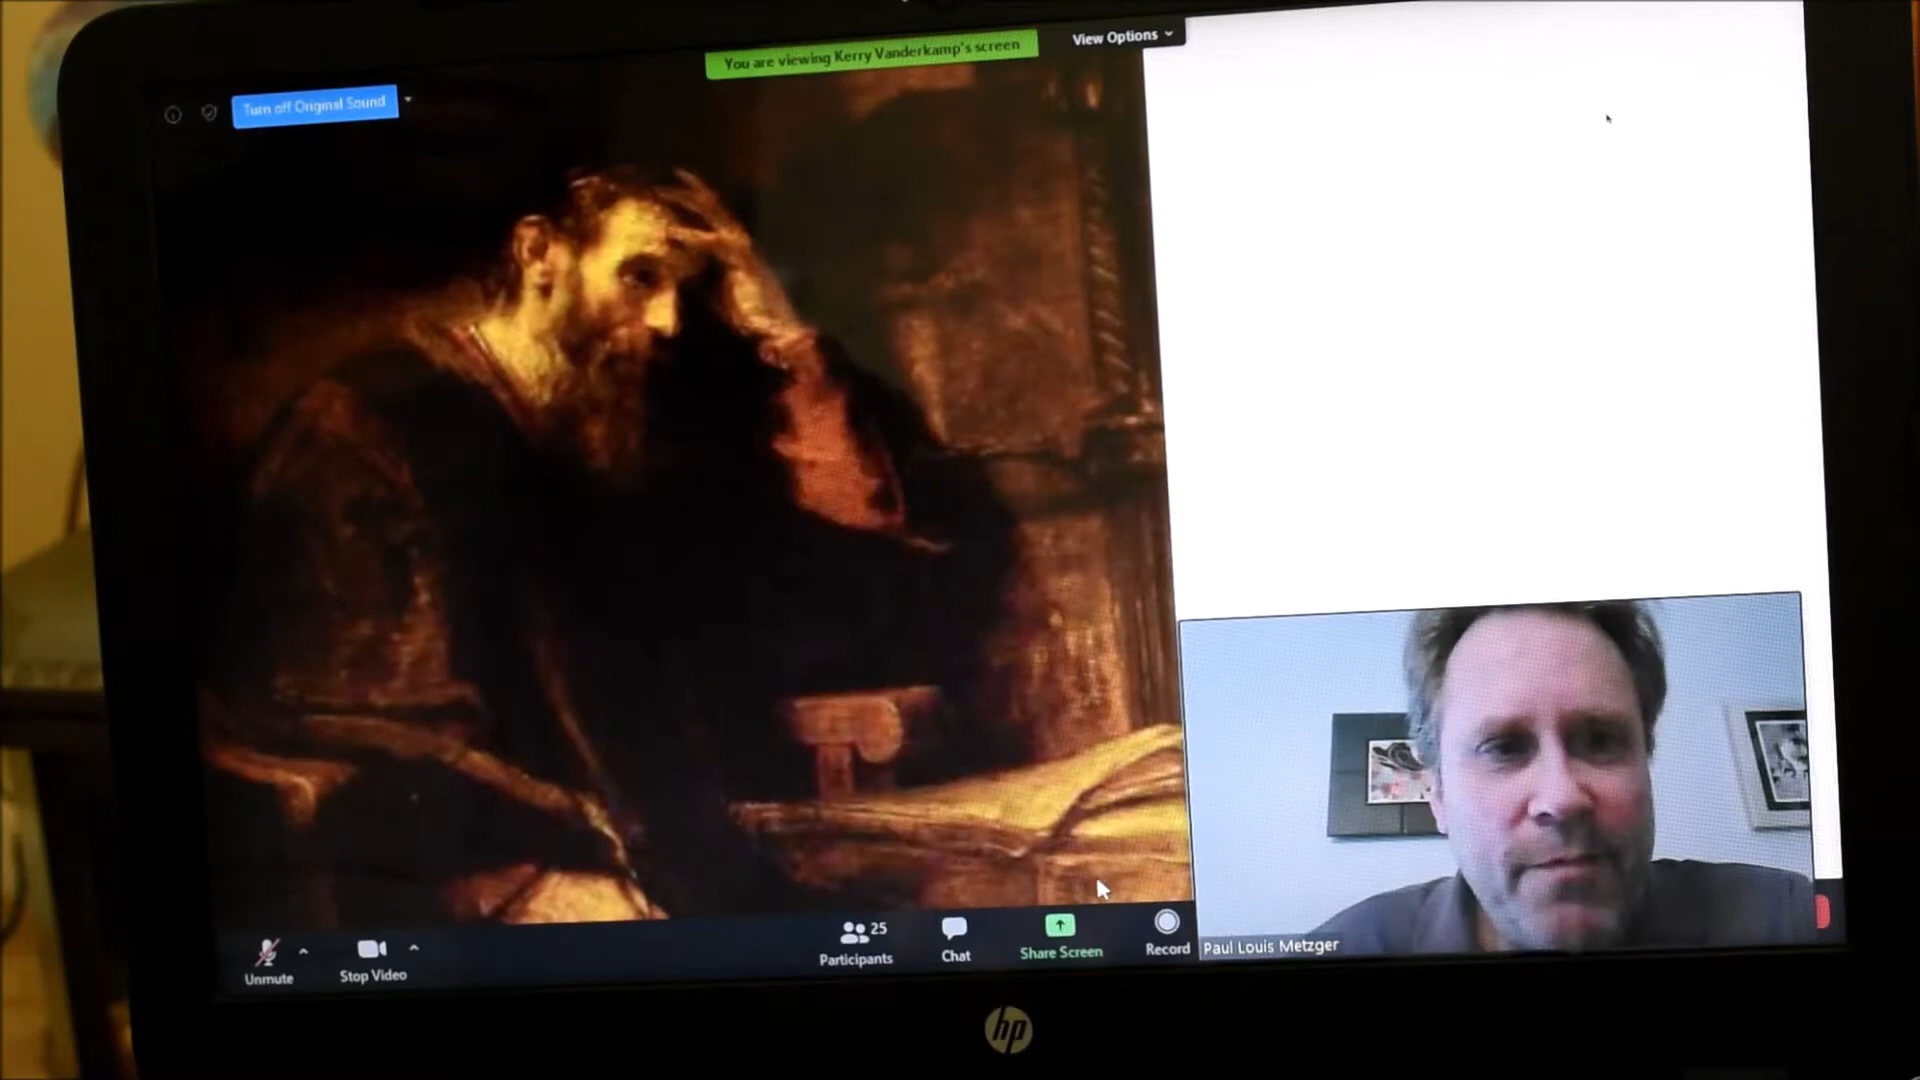 You are viewing Kerry Vanderkamp's screen
View Options
Turn off Original Sound
Unmute
Stop Video
25
Participants
Chat
Share Screen
Record
Paul Louis Metzger
hp